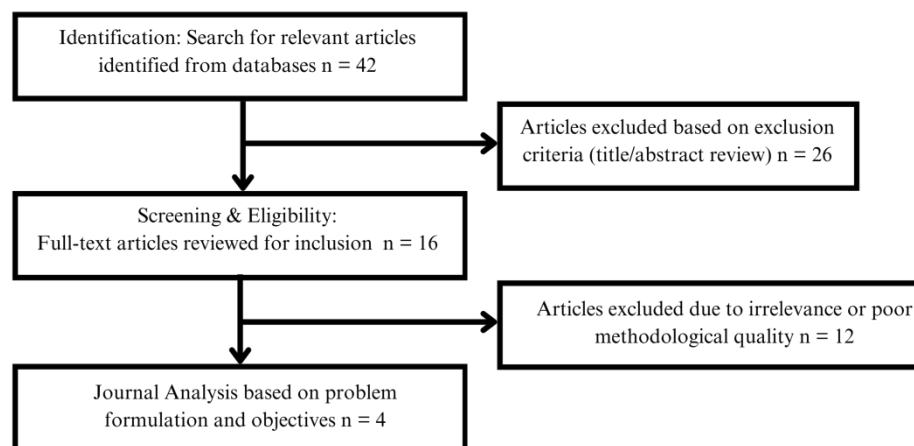 Identification: Search for relevant articles
identified from databases n = 42
Articles excluded based on exclusion
criteria (title/abstract review) n = 26
Screening & Eligibility:
Full-text articles reviewed for inclusion n = 16
Articles excluded due to irrelevance or poor
methodological quality n = 12
Journal Analysis based on problem
formulation and objectives n = 4